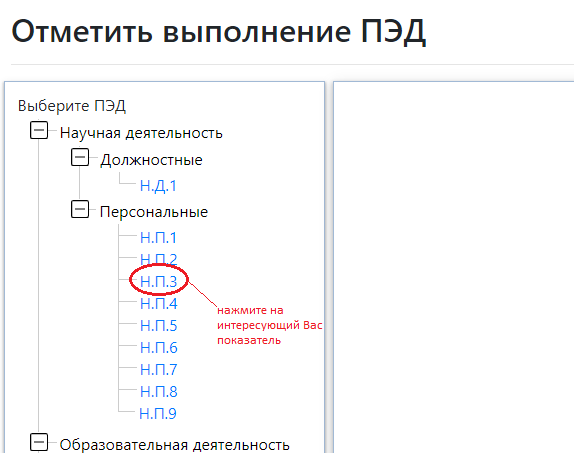 Отметить выполнение ПЭД
Выберите ПЭД
Научная деятельность
Должностные
Н.Д.1
Персональные
Н.П.1
Н.П.2
Н.П.3
Н.П.4
Н.П.5
Н.П.6
Н.П.7
Н.П.8
Н.П.9
нажмите на
интересующий Вас
показатель
Образовательная деятельность